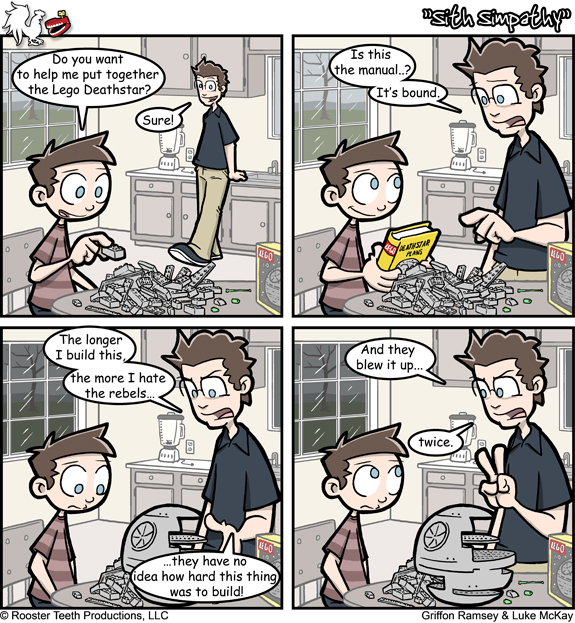 "Sith Simpathy"
Do you want
to help me put together
the Lego Deathstar?
Sure!
LEGO
Is this
the manual..?
It's bound.
DEATHSTAR
PLANS
LEGO
The longer
I build this,
the more I hate
the rebels...
LEGO
...they have no
idea how hard this thing
was to build!
And they
blew it up...
twice.
LEGO
© Rooster Teeth Productions, LLC
Griffon Ramsey & Luke McKay